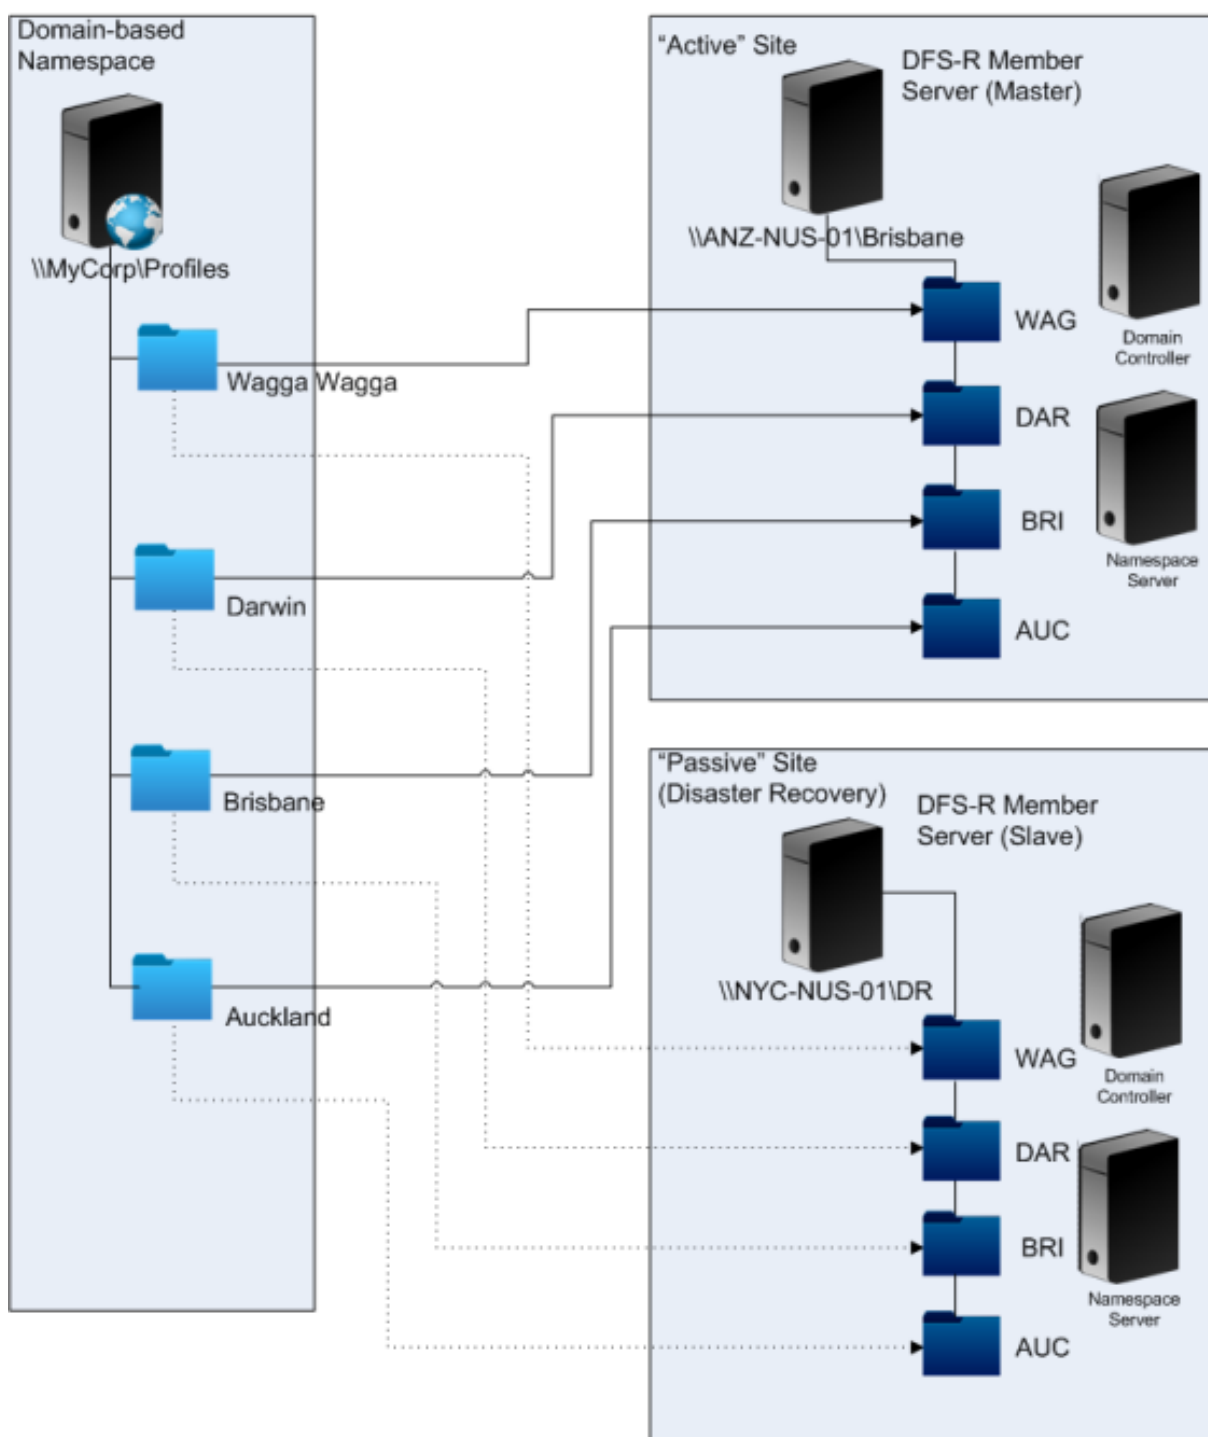 Domain-based
Namespace
\\MyCorp\Profiles
Wagga Wagga
Darwin
Brisbane
Auckland
“Active” Site
DFS-R Member
Server (Master)
\\ANZ-NUS-01\Brisbane
WAG
DAR
BRI
AUC
Domain
Controller
Namespace
Server
“Passive” Site
(Disaster Recovery)
DFS-R Member
Server (Slave)
\\NYC-NUS-01\DR
WAG
DAR
BRI
AUC
Domain
Controller
Namespace
Server